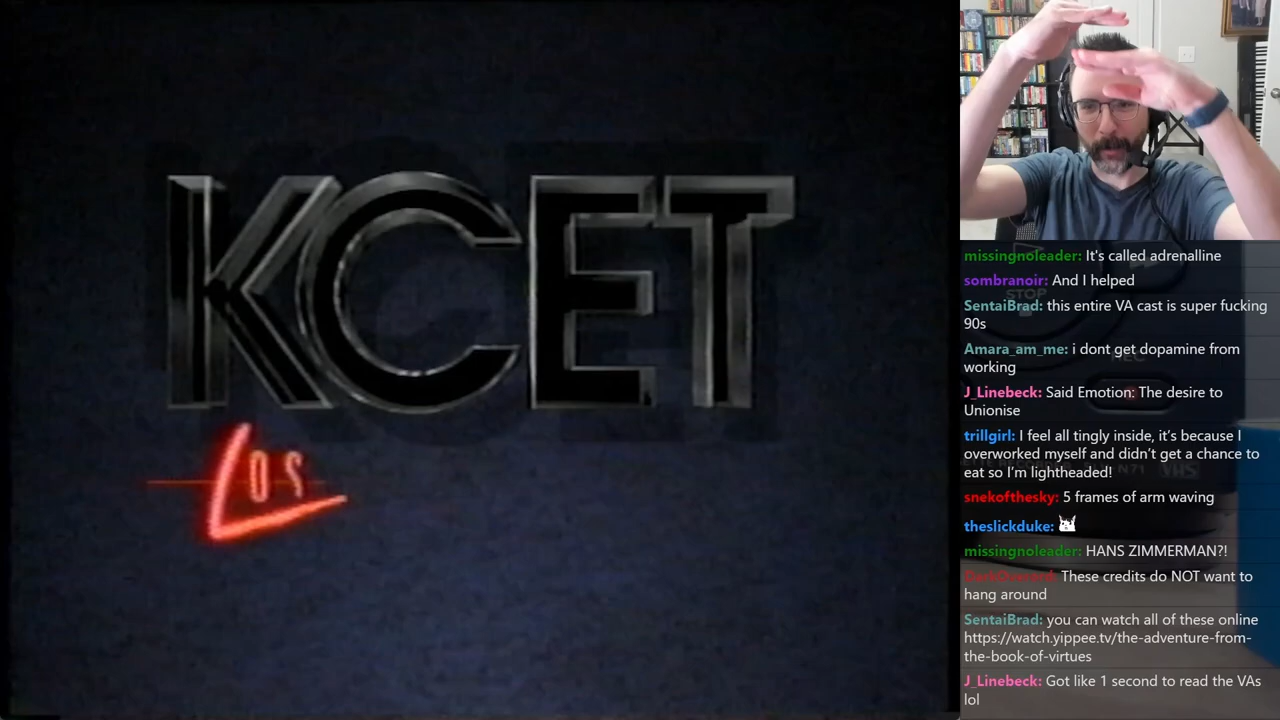 KCET
Los
missingnoleader: It's called adrenalline
sombranoir: And I helped
SentaiBrad: this entire VA cast is super fucking
90s
Amara_am_me: i dont get dopamine from
working
J_Linebeck: Said Emotion: The desire to
Unionise
trillgirl: I feel all tingly inside, it's because I
overworked myself and didn't get a chance to
eat so I'm lightheaded!
snekofthesky: 5 frames of arm waving
theslickduke:
missingnoleader: HANS ZIMMERMAN?!
These credits do NOT want to
hang around
SentaiBrad: you can watch all of these online
https://watch.yippee.tv/the-adventure-from-
the-book-of-virtues
J_Linebeck: Got like 1 second to read the VAs
lol
STOP
VHS